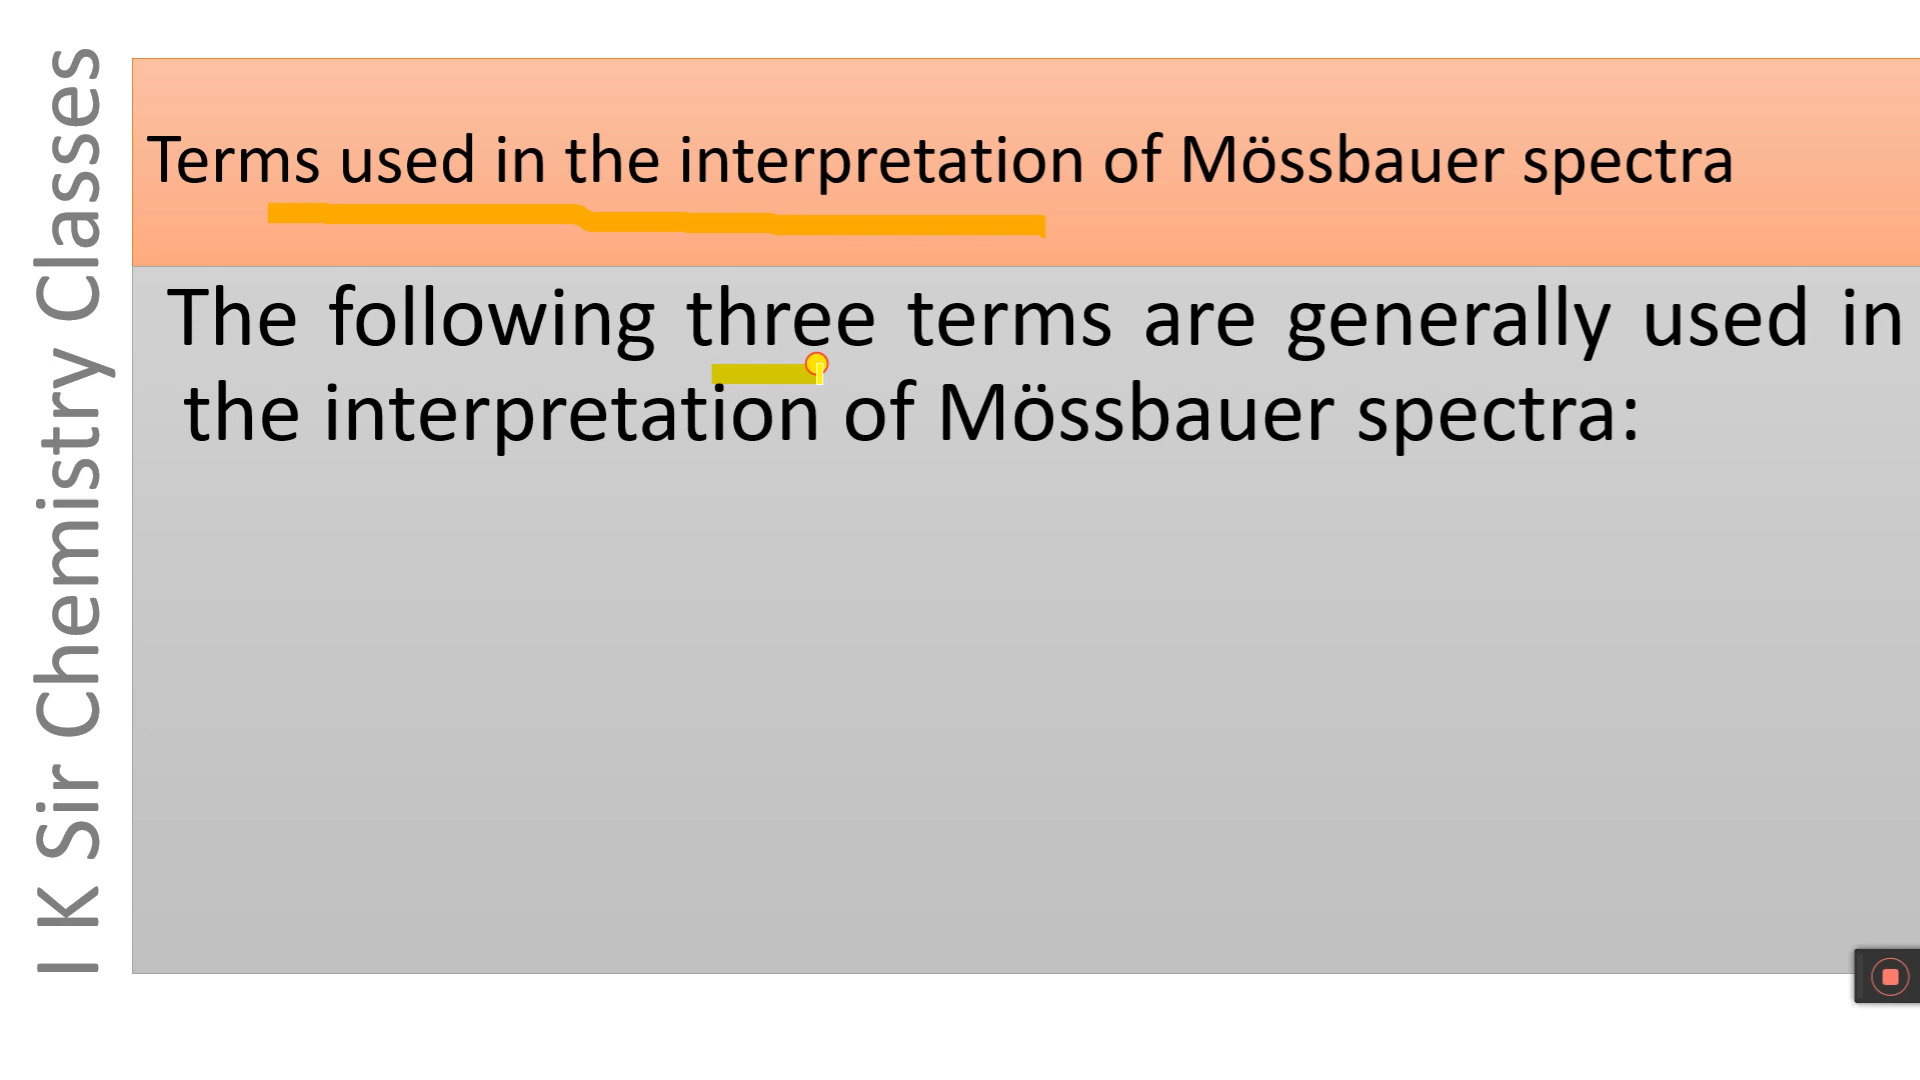 I K Sir Chemistry Classes
Terms used in the interpretation of Mössbauer spectra
The following three terms are generally used in
the interpretation of Mössbauer spectra: